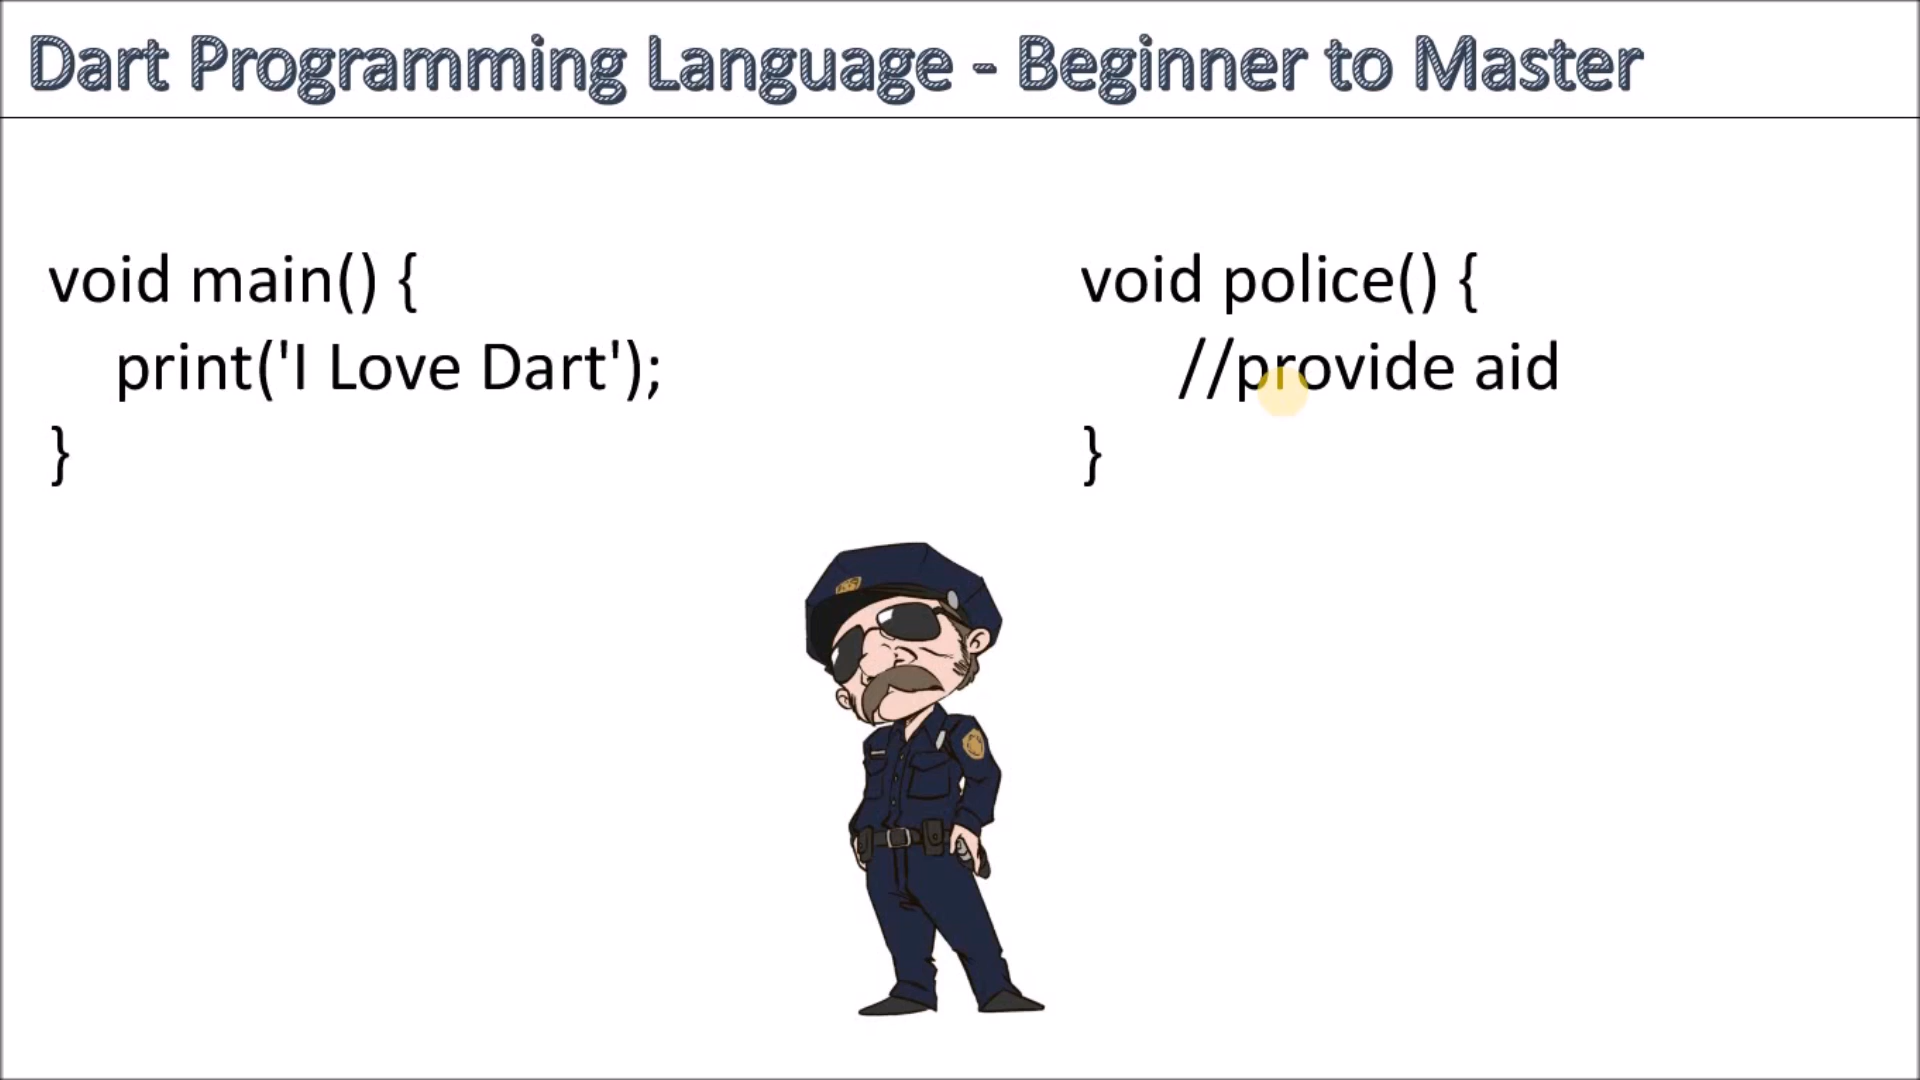 Dart Programming Language - Beginner to Master
void main() {
print('I Love Dart');
}
void police() {
//provide aid
}